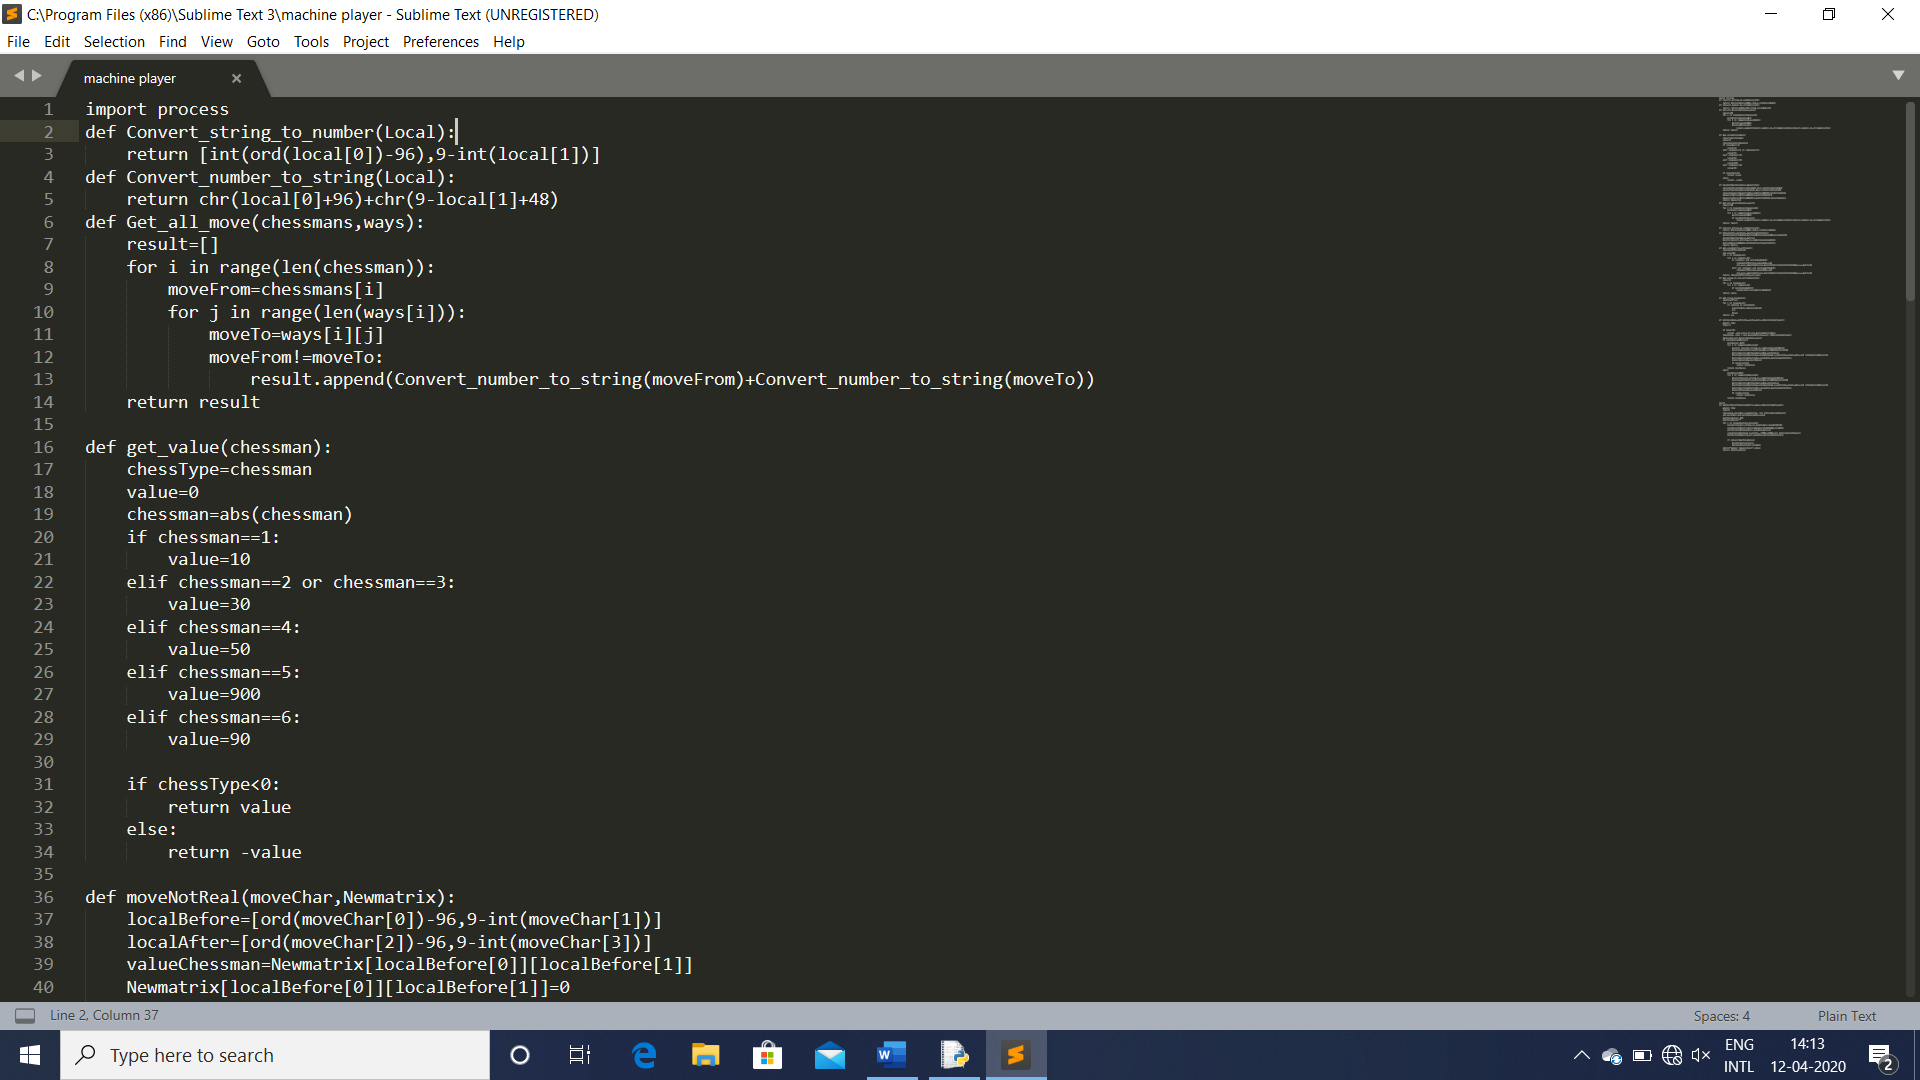 C:\Program Files (x86)\Sublime Text 3\machine player - Sublime Text (UNREGISTERED)
File Edit Selection Find View Goto Tools Project Preferences Help
machine player
1 import process
2 def Convert_string_to_number(Local):
3     return [int(ord(local[0])-96),9-int(local[1])]
4 def Convert_number_to_string(Local):
5     return chr(local[0]+96)+chr(9-local[1]+48)
6 def Get_all_move(chessmans,ways):
7     result=[]
8     for i in range(len(chessman)):
9         moveFrom=chessmans[i]
10         for j in range(len(ways[i])):
11             moveTo=ways[i][j]
12             moveFrom!=moveTo:
13                 result.append(Convert_number_to_string(moveFrom)+Convert_number_to_string(moveTo))
14     return result
15
16 def get_value(chessman):
17     chessType=chessman
18     value=0
19     chessman=abs(chessman)
20     if chessman==1:
21         value=10
22     elif chessman==2 or chessman==3:
23         value=30
24     elif chessman==4:
25         value=50
26     elif chessman==5:
27         value=900
28     elif chessman==6:
29         value=90
30
31     if chessType<0:
32         return value
33     else:
34         return -value
35
36 def moveNotReal(moveChar,Newmatrix):
37     localBefore=[ord(moveChar[0])-96,9-int(moveChar[1])]
38     localAfter=[ord(moveChar[2])-96,9-int(moveChar[3])]
39     valueChessman=Newmatrix[localBefore[0]][localBefore[1]]
40     Newmatrix[localBefore[0]][localBefore[1]]=0
Line 2, Column 37
Spaces: 4
Plain Text
Type here to search
ENG
INTL
14:13
12-04-2020
2